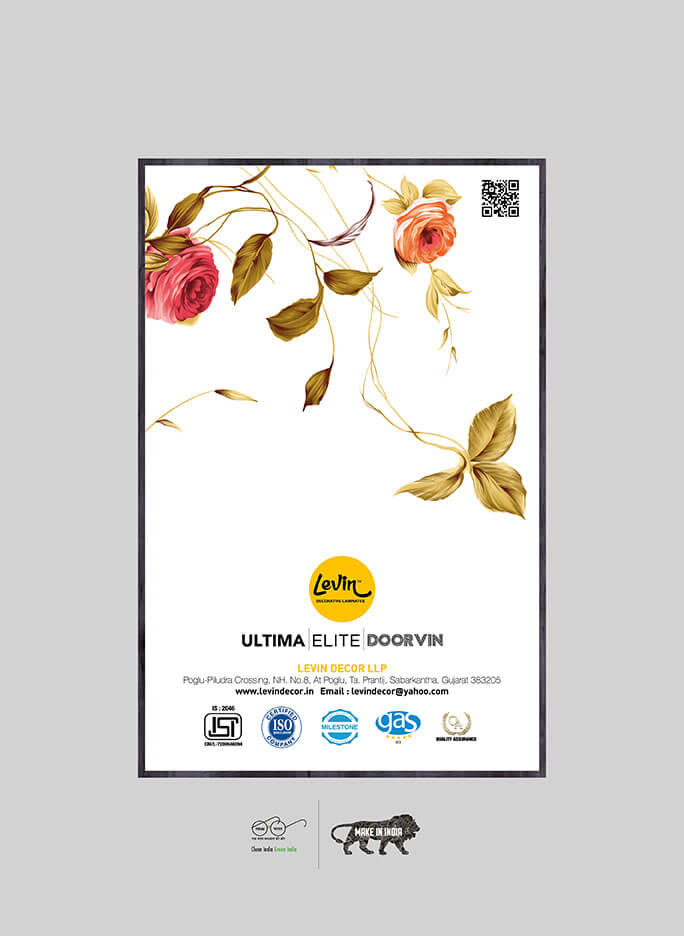 Levin™
DECORATIVE LAMINATES
ULTIMA | ELITE | DOORVIN
LEVIN DECOR LLP
Poglu-Piludra Crossing, NH. No.8, At Poglu, Ta. Prantij, Sabarkantha. Gujarat 383205
www.levindecor.in Email : levindecor@yahoo.com
IS : 2046
CERTIFIED
ISO
COMPANY
MILESTONE
gas
QUALITY ASSURANCE
Clean India Green India
MAKE IN INDIA